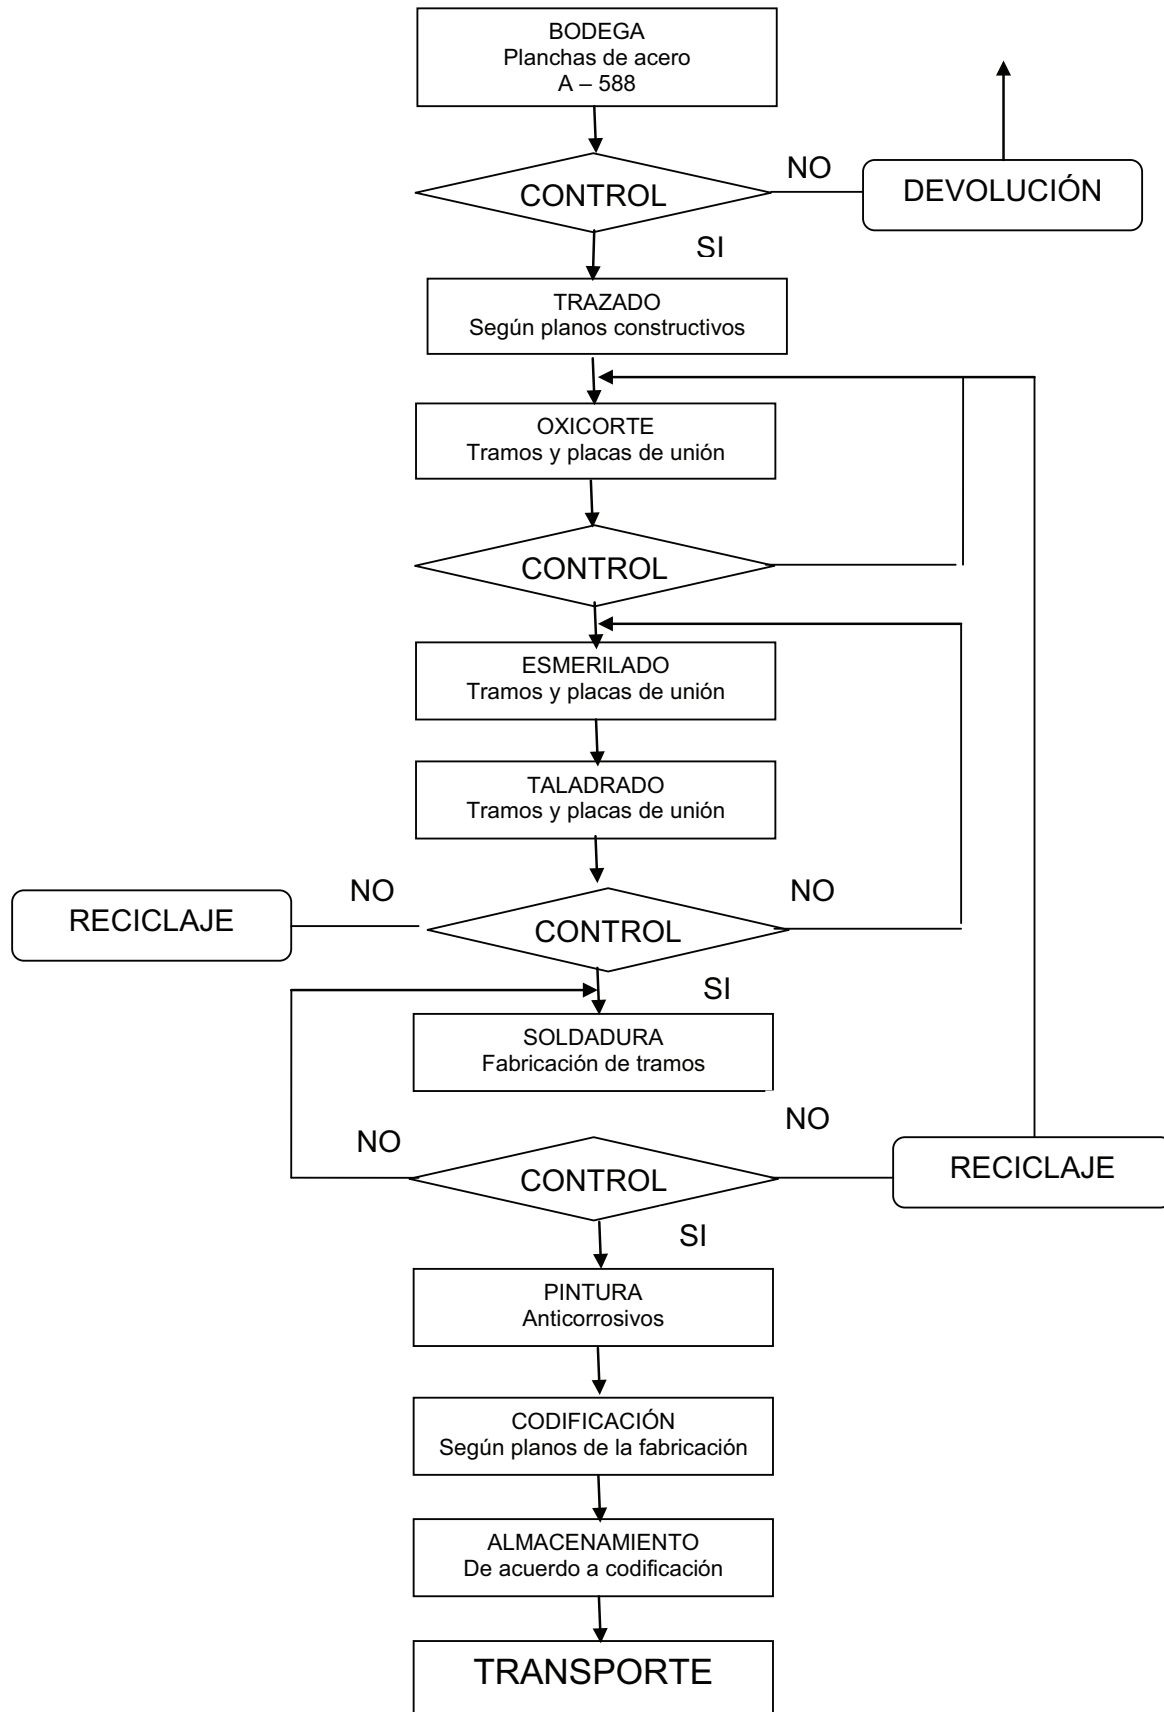 BODEGA
Planchas de acero
A – 588
CONTROL
NO
DEVOLUCIÓN
SI
TRAZADO
Según planos constructivos
OXICORTE
Tramos y placas de unión
CONTROL
ESMERILADO
Tramos y placas de unión
TALADRADO
Tramos y placas de unión
RECICLAJE
NO
CONTROL
NO
SI
SOLDADURA
Fabricación de tramos
NO
CONTROL
NO
RECICLAJE
SI
PINTURA
Anticorrosivos
CODIFICACIÓN
Según planos de la fabricación
ALMACENAMIENTO
De acuerdo a codificación
TRANSPORTE